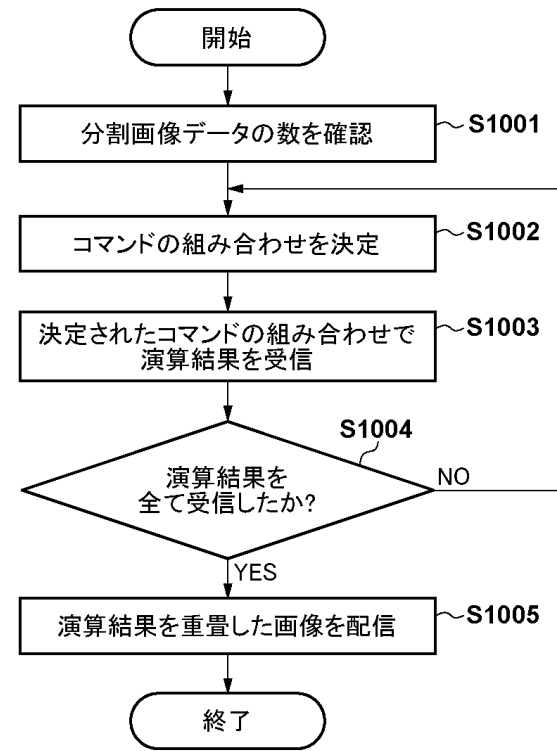 開始
分割画像データの数を確認
S1001
コマンドの組み合わせを決定
S1002
決定されたコマンドの組み合わせで
演算結果を受信
S1003
S1004
演算結果を
全て受信したか?
NO
YES
演算結果を重畳した画像を配信
S1005
終了